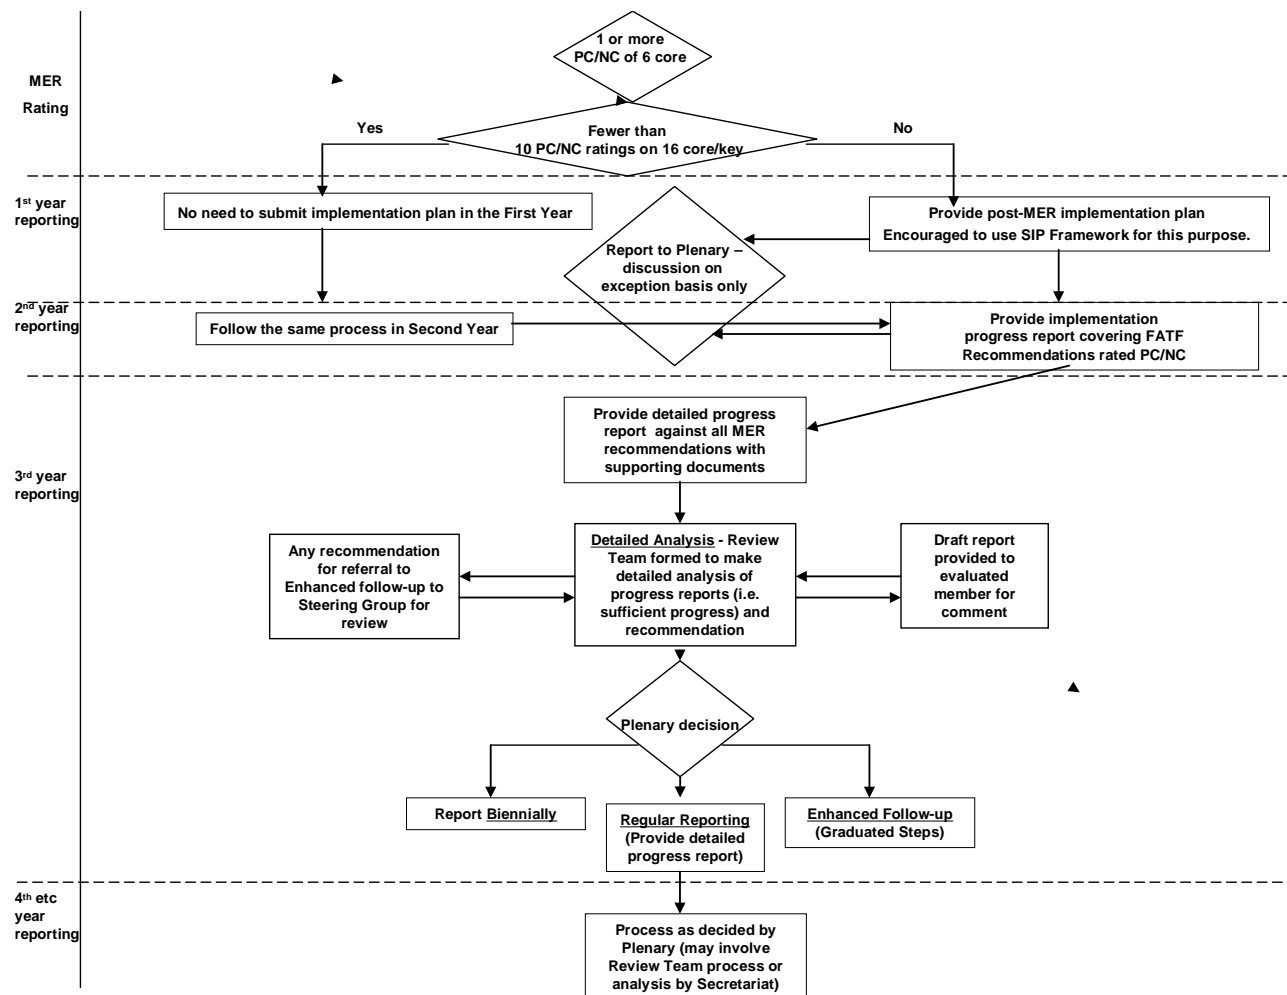 1 or more
PC/NC of 6 core
MER
Rating
Yes
No
Fewer than
10 PC/NC ratings on 16 core/key
1st year
reporting
No need to submit implementation plan in the First Year
Provide post-MER implementation plan
Encouraged to use SIP Framework for this purpose.
Report to Plenary –
discussion on
exception basis only
2nd year
reporting
Follow the same process in Second Year
Provide implementation
progress report covering FATF
Recommendations rated PC/NC
Provide detailed progress
report against all MER
recommendations with
supporting documents
3rd year
reporting
Any recommendation
for referral to
Enhanced follow-up to
Steering Group for
review
Detailed Analysis - Review
Team formed to make
detailed analysis of
progress reports (i.e.
sufficient progress) and
recommendation
Draft report
provided to
evaluated
member for
comment
Plenary decision
Report Biennially
Regular Reporting
(Provide detailed
progress report)
Enhanced Follow-up
(Graduated Steps)
4th etc
year
reporting
Process as decided by
Plenary (may involve
Review Team process or
analysis by Secretariat)